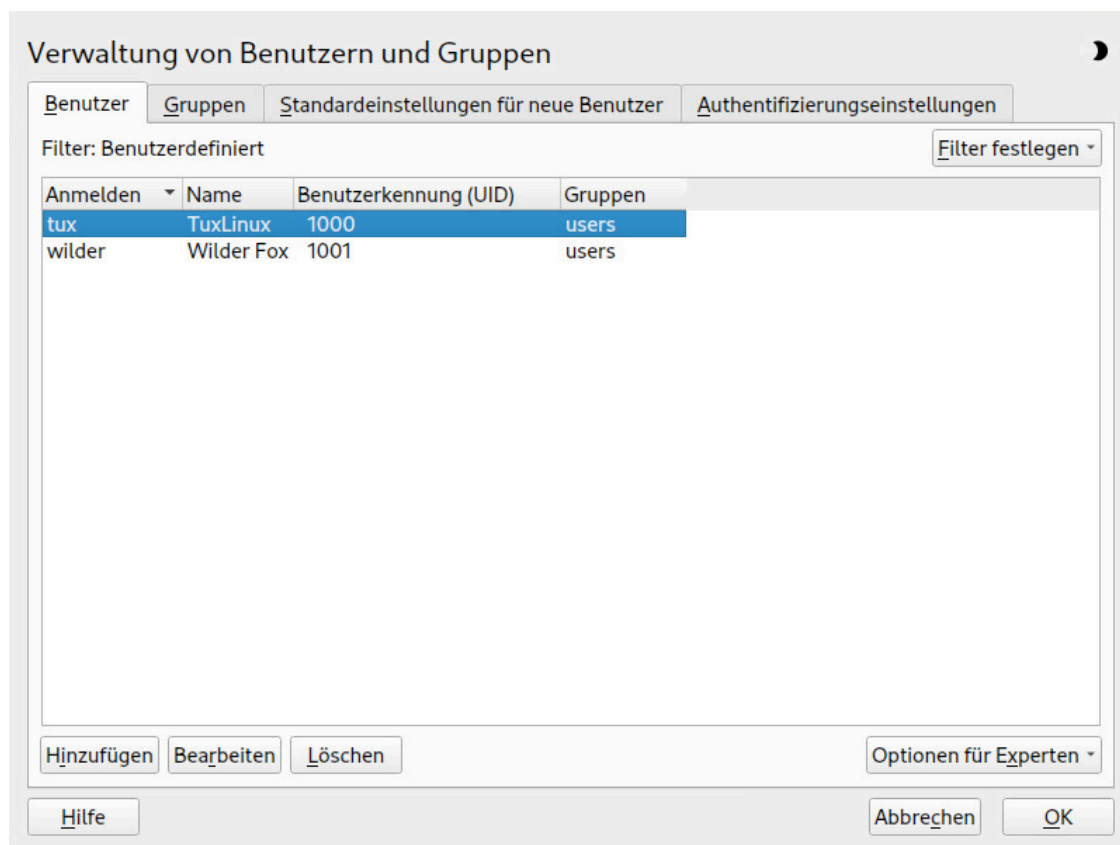 Verwaltung von Benutzern und Gruppen
Benutzer Gruppen Standardeinstellungen für neue Benutzer Authentifizierungseinstellungen
Filter: Benutzerdefiniert Filter festlegen
Anmelden Name Benutzerkennung (UID) Gruppen
tux TuxLinux 1000 users
wilder Wilder Fox 1001 users
Hinzufügen Bearbeiten Löschen Optionen für Experten
Hilfe Abbrechen OK